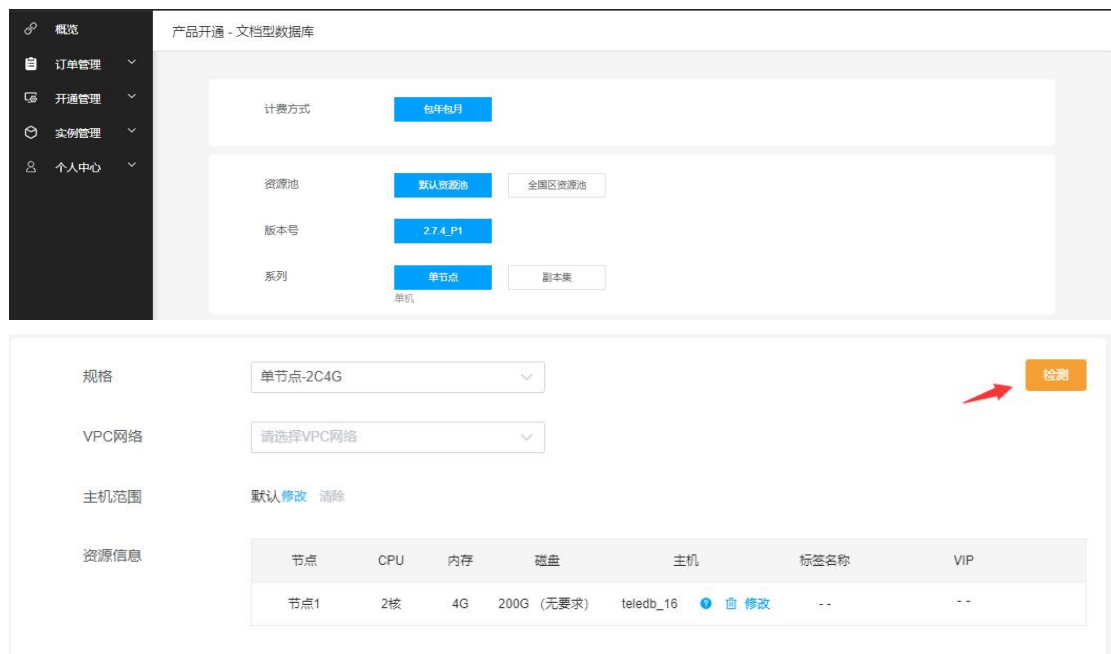 概览
产品开通 - 文档型数据库
订单管理
开通管理
计费方式 包年包月
实例管理
个人中心
资源池 默认资源池 全国区资源池
版本号 2.7.4_P1
系列 单节点 副本集
单机
规格 单节点-2C4G 检测
VPC网络 请选择VPC网络
主机范围 默认修改 清除
资源信息 节点 CPU 内存 磁盘 主机 标签名称 VIP
节点1 2核 4G 200G (无要求) teledb_16 修改 -- --